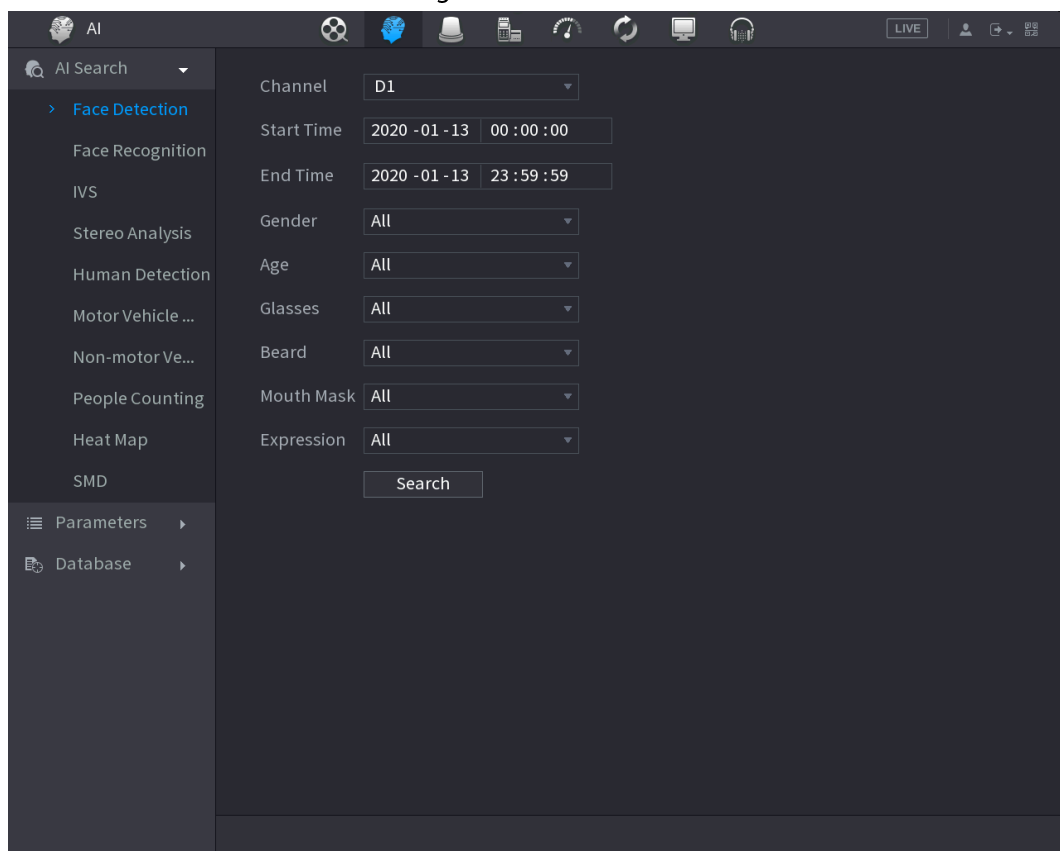 AI
LIVE
AI Search
Face Detection
Face Recognition
IVS
Stereo Analysis
Human Detection
Motor Vehicle ...
Non-motor Ve...
People Counting
Heat Map
SMD
Parameters
Database
Channel D1
Start Time 2020 -01 -13 00 :00 :00
End Time 2020 -01 -13 23 :59 :59
Gender All
Age All
Glasses All
Beard All
Mouth Mask All
Expression All
Search